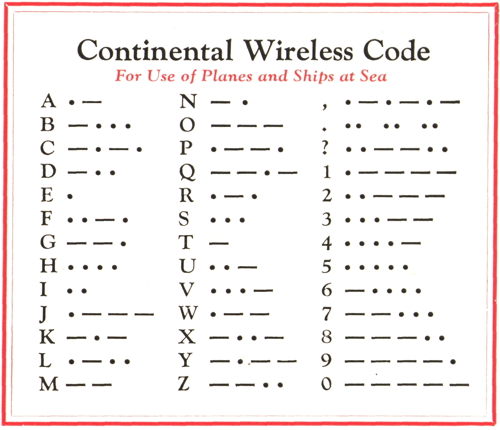 Continental Wireless Code
For Use of Planes and Ships at Sea
A • — N — • , • — • — • —
B — • • • O — — — . • • • • • •
C — • — • P • — — • ? • • — — • •
D — • • Q — — • — 1 • — — — —
E • R • — • 2 • • — — —
F • • — • S • • • 3 • • • — —
G — — • T — 4 • • • • —
H • • • • U • • — 5 • • • • •
I • • V • • • — 6 — • • • •
J • — — — W • — — 7 — — • • •
K — • — X — • • — 8 — — — • •
L • — • • Y — • — — 9 — — — — •
M — — Z — — • • 0 — — — — —